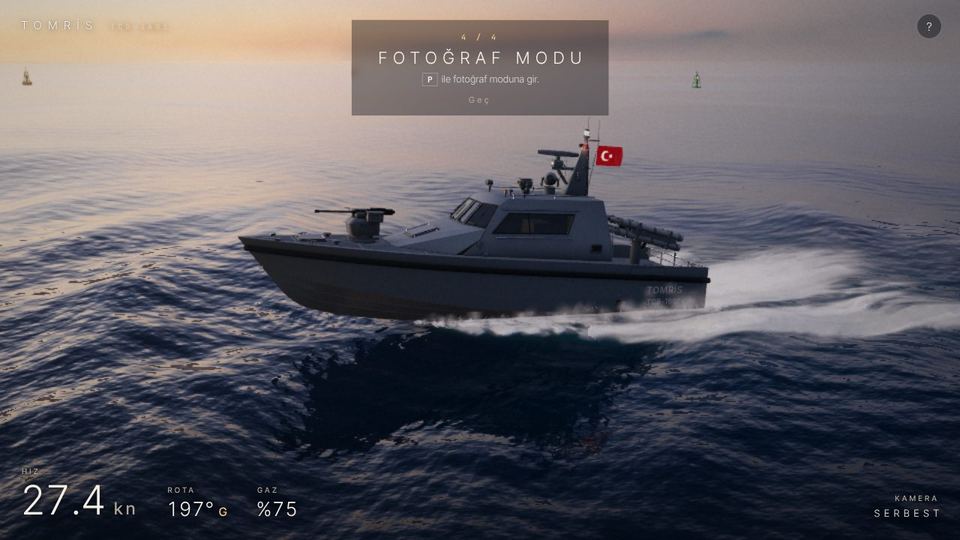 TOMRİS
?
4 / 4
FOTOĞRAF MODU
P ile fotoğraf moduna gir.
Geç
TOMRİS
HIZ
27.4 kn
ROTA
197° G
GAZ
%75
KAMERA
SERBEST